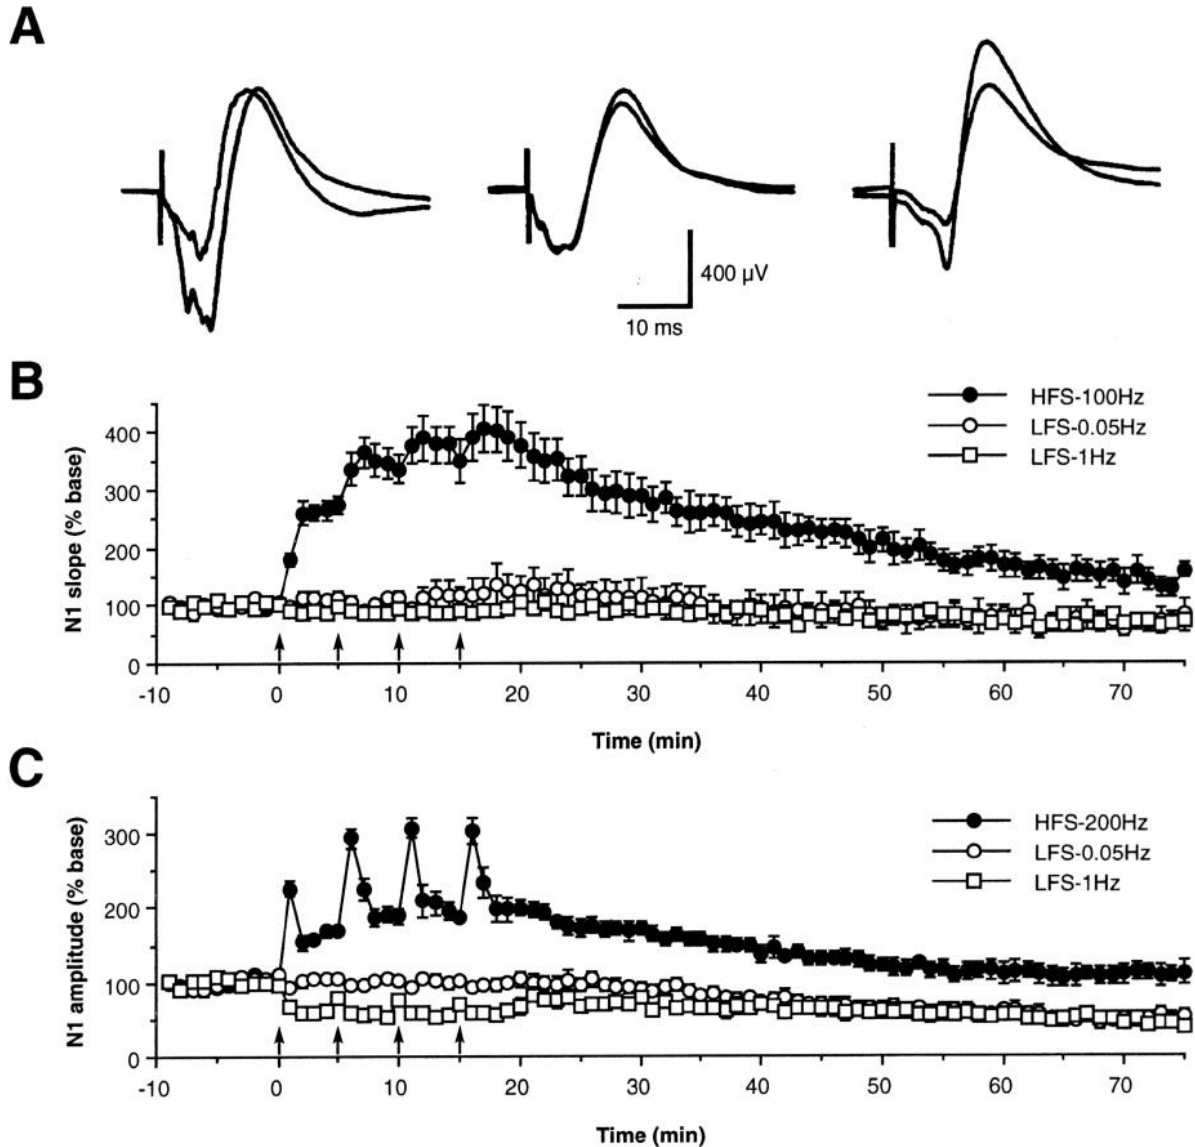 A
400 µV
10 ms
B
HFS-100Hz
LFS-0.05Hz
LFS-1Hz
N1 slope (% base)
400
300
200
100
0
-10 0 10 20 30 40 50 60 70
Time (min)
C
HFS-200Hz
LFS-0.05Hz
LFS-1Hz
N1 amplitude (% base)
300
200
100
0
-10 0 10 20 30 40 50 60 70
Time (min)